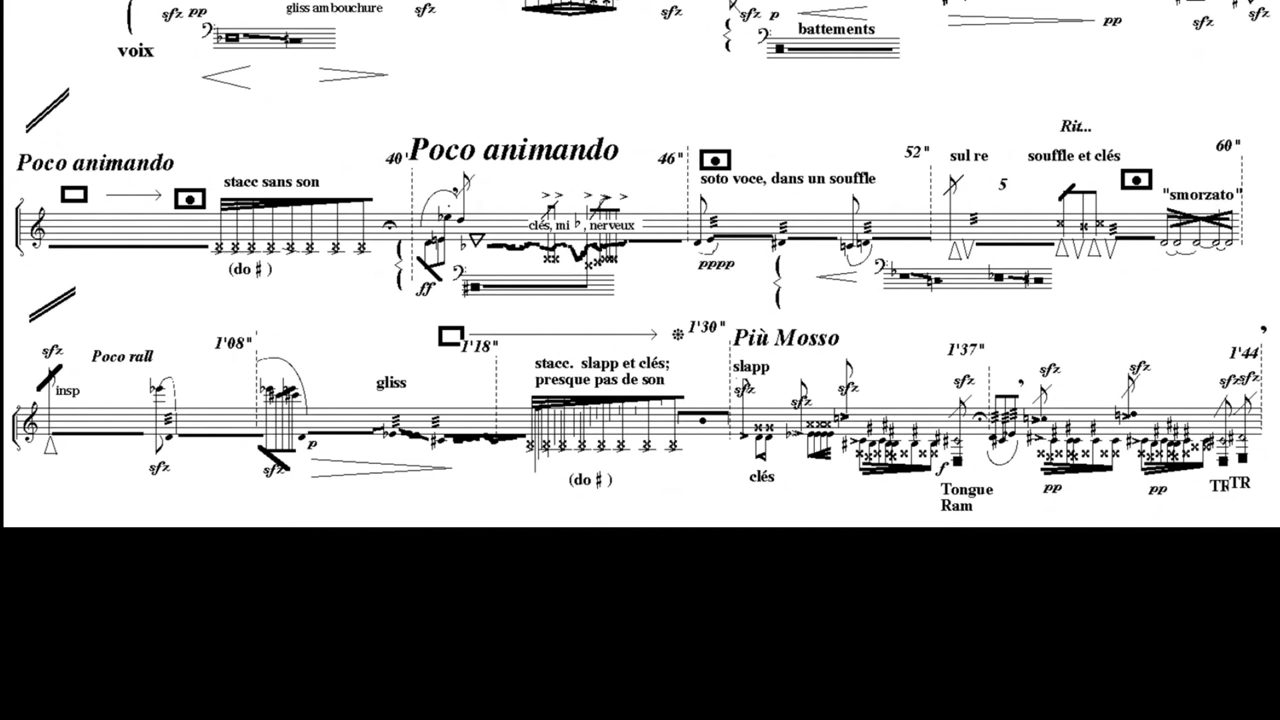 sfz pp gliss ambouchure sfz sfz sfz p pp sfz sfz
voix battements
Rit...
Poco animando 40' Poco animando 46" 52" sul re souffle et clés 60"
stacc sans son soto voce, dans un souffle 5 "smorzato"
clés, mi ♭, nerveux
(do ♯ ) ff pppp
1'30" Più Mosso
sfz Poco rall 1'08" 1'18" 1'37" 1'44
insp gliss stacc. slapp et clés; slapp sfz sfz sfz sfz sfz sfz sfz sfz
presque pas de son
sfz sfz p (do ♯ ) clés f pp pp
Tongue TR TR
Ram